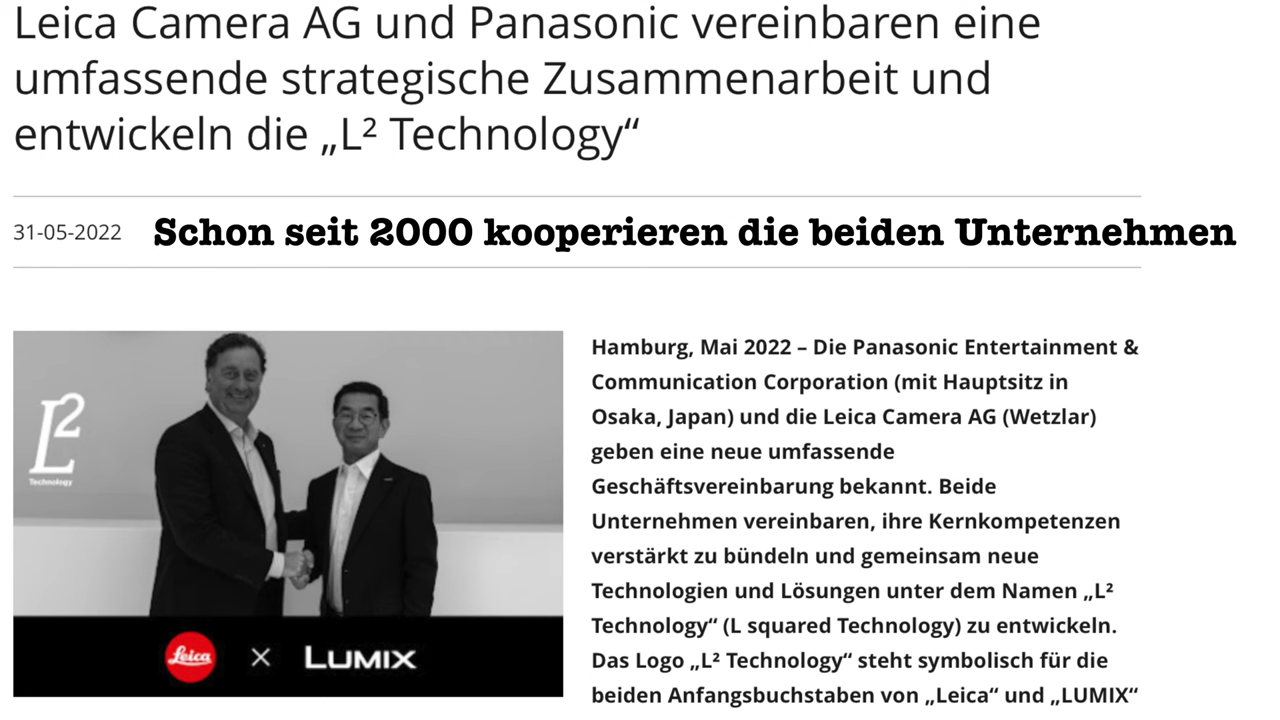 Leica Camera AG und Panasonic vereinbaren eine
umfassende strategische Zusammenarbeit und
entwickeln die „L² Technology“
31-05-2022 Schon seit 2000 kooperieren die beiden Unternehmen
L²
Technology
Leica × LUMIX
Hamburg, Mai 2022 – Die Panasonic Entertainment &
Communication Corporation (mit Hauptsitz in
Osaka, Japan) und die Leica Camera AG (Wetzlar)
geben eine neue umfassende
Geschäftsvereinbarung bekannt. Beide
Unternehmen vereinbaren, ihre Kernkompetenzen
verstärkt zu bündeln und gemeinsam neue
Technologien und Lösungen unter dem Namen „L²
Technology“ (L squared Technology) zu entwickeln.
Das Logo „L² Technology“ steht symbolisch für die
beiden Anfangsbuchstaben von „Leica“ und „LUMIX“